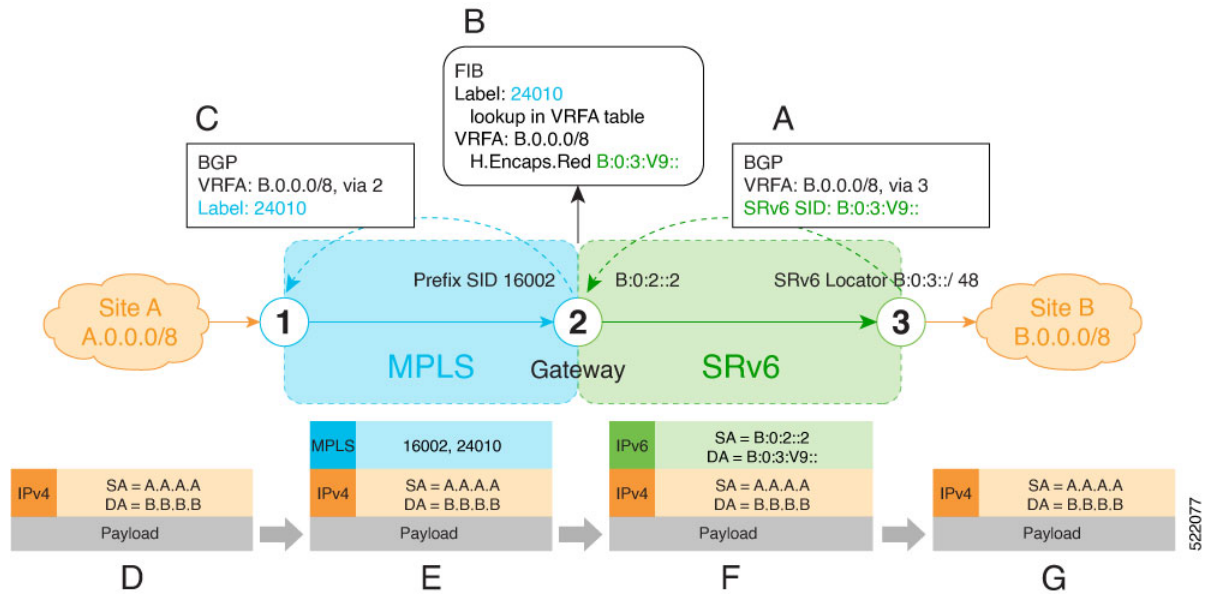 B
FIB
Label: 24010
lookup in VRFA table
VRFA: B.0.0.0/8
H.Encaps.Red B:0:3:V9::
C
BGP
VRFA: B.0.0.0/8, via 2
Label: 24010
A
BGP
VRFA: B.0.0.0/8, via 3
SRv6 SID: B:0:3:V9::
Prefix SID 16002
B:0:2::2
SRv6 Locator B:0:3::/ 48
Site A
A.0.0.0/8
1
2
3
Site B
B.0.0.0/8
MPLS
Gateway
SRv6
IPv4
SA = A.A.A.A
DA = B.B.B.B
Payload
D
MPLS
16002, 24010
IPv4
SA = A.A.A.A
DA = B.B.B.B
Payload
E
IPv6
SA = B:0:2::2
DA = B:0:3:V9::
IPv4
SA = A.A.A.A
DA = B.B.B.B
Payload
F
IPv4
SA = A.A.A.A
DA = B.B.B.B
Payload
G
522077